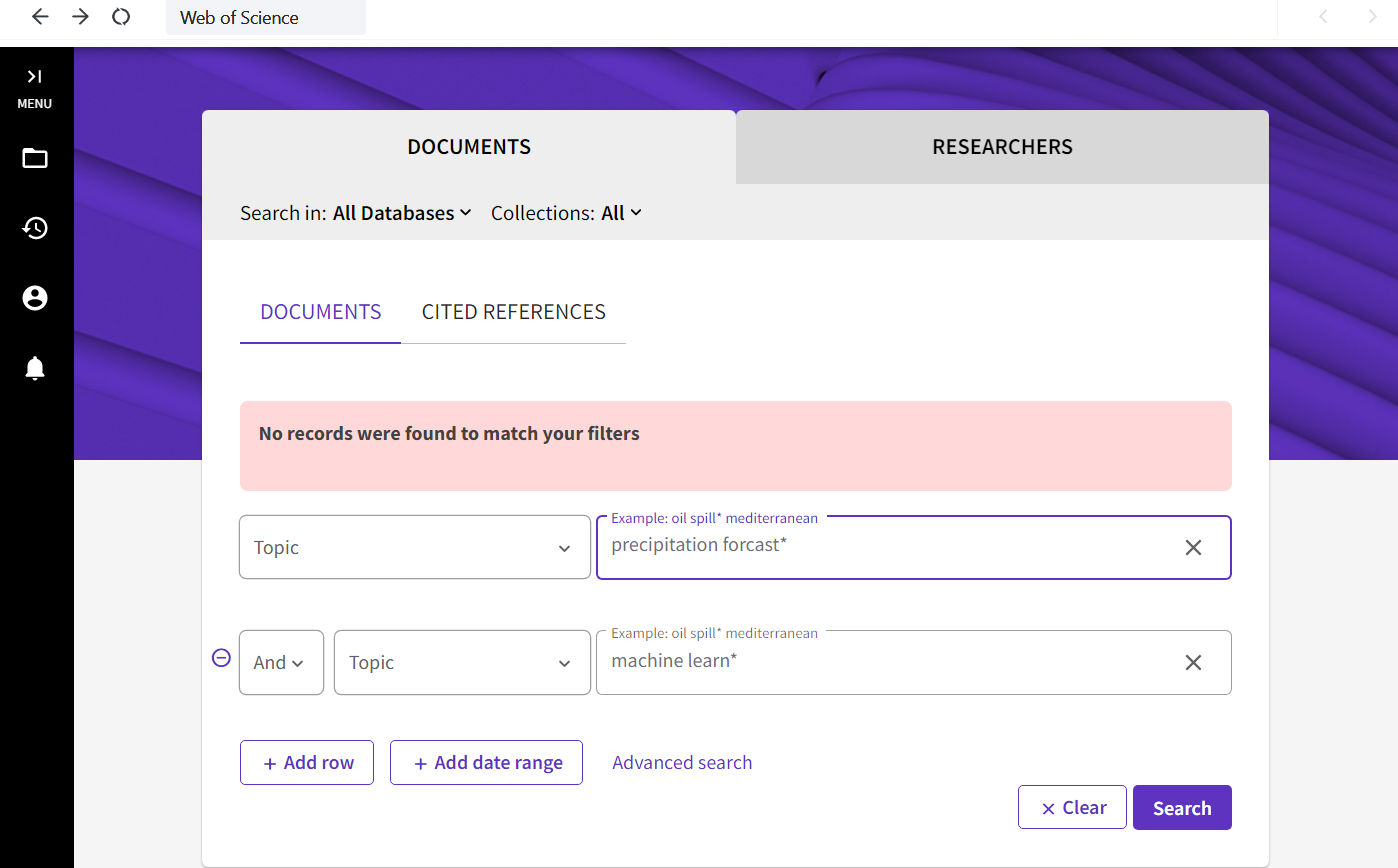 Web of Science
MENU
DOCUMENTS RESEARCHERS
Search in: All Databases Collections: All
DOCUMENTS CITED REFERENCES
No records were found to match your filters
Example: oil spill* mediterranean
Topic precipitation forcast*
Example: oil spill* mediterranean
And Topic machine learn*
+ Add row + Add date range Advanced search
× Clear Search